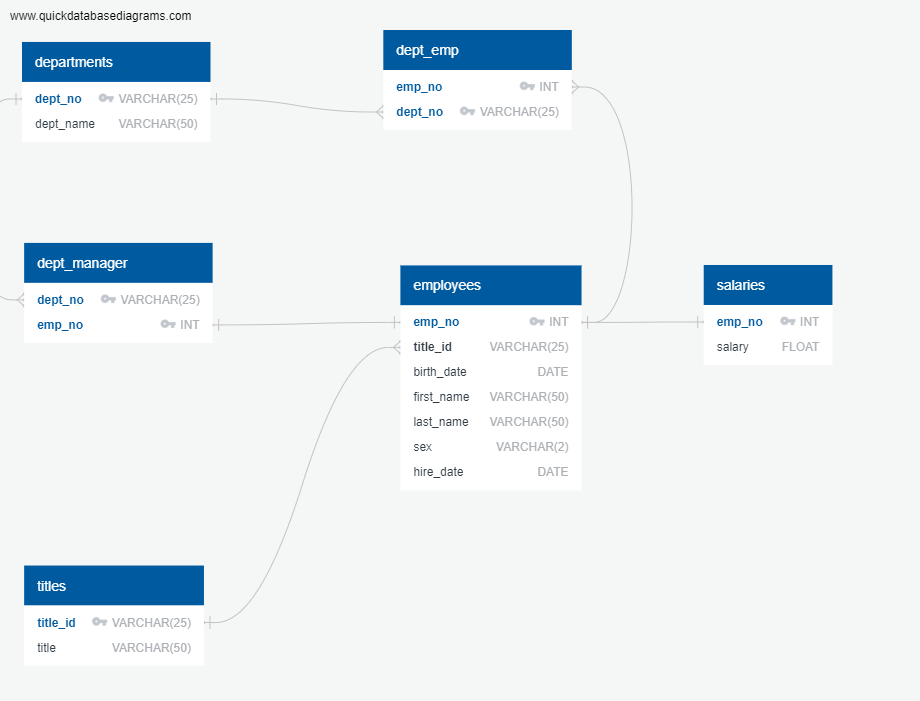 www.quickdatabasediagrams.com
departments
dept_no VARCHAR(25)
dept_name VARCHAR(50)
dept_emp
emp_no INT
dept_no VARCHAR(25)
dept_manager
dept_no VARCHAR(25)
emp_no INT
employees
emp_no INT
title_id VARCHAR(25)
birth_date DATE
first_name VARCHAR(50)
last_name VARCHAR(50)
sex VARCHAR(2)
hire_date DATE
salaries
emp_no INT
salary FLOAT
titles
title_id VARCHAR(25)
title VARCHAR(50)